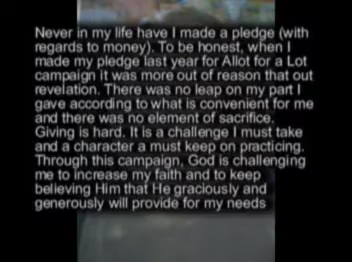 Never in my life have I made a pledge (with
regards to money). To be honest, when I
made my pledge last year for Allot for a Lot
campaign it was more out of reason that out
revelation. There was no leap on my part I
gave according to what is convenient for me
and there was no element of sacrifice.
Giving is hard. It is a challenge I must take
and a character a must keep on practicing.
Through this campaign, God is challenging
me to increase my faith and to keep
believing Him that He graciously and
generously will provide for my needs